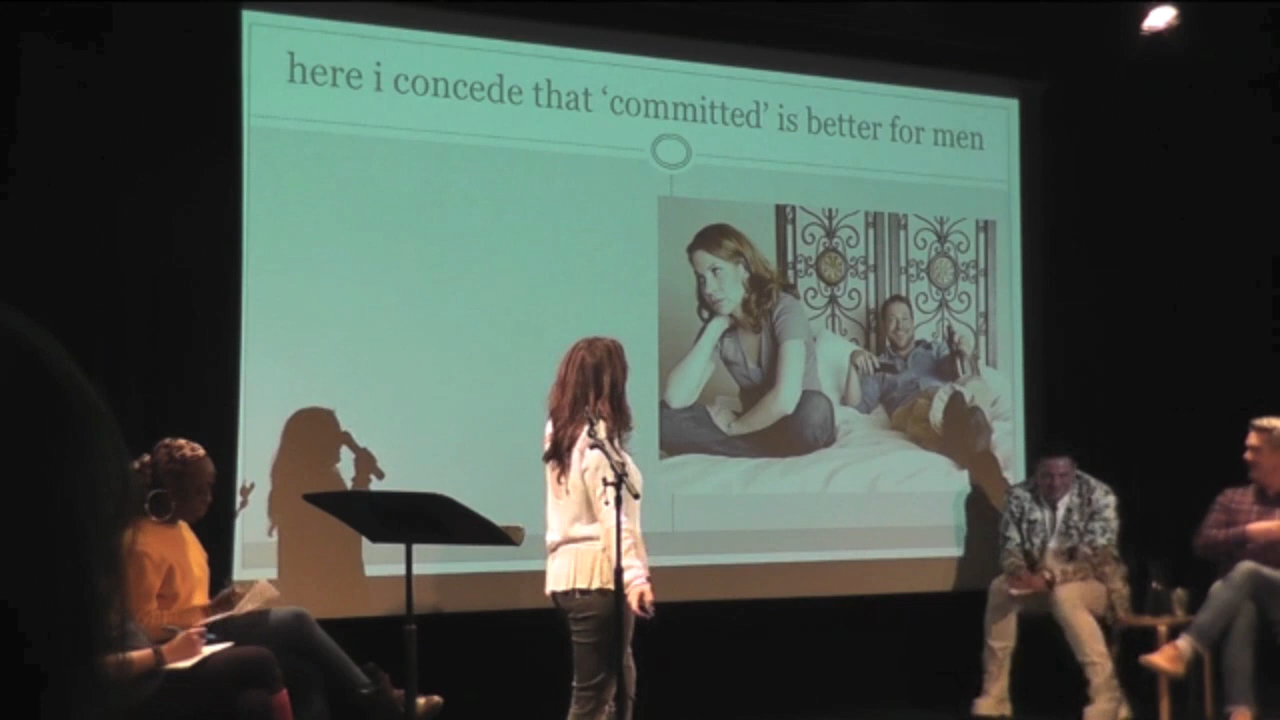 here i concede that ‘committed’ is better for men